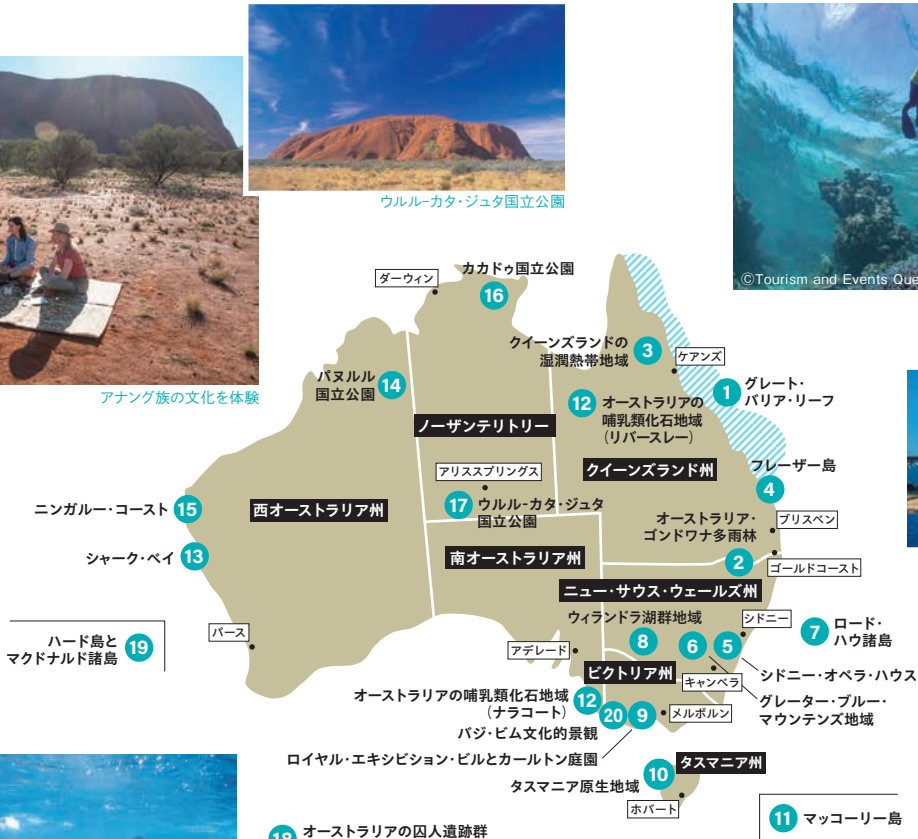 ウルル-カタ・ジュタ国立公園
©Tourism and Events Que
アナング族の文化を体験
ダーウィン
カカドゥ国立公園
16
クイーンズランドの
湿潤熱帯地域
3
ケアンズ
1
グレート・
バリア・リーフ
パヌルル
国立公園
14
12
オーストラリアの
哺乳類化石地域
(リバースレー)
ノーザンテリトリー
クイーンズランド州
フレーザー島
4
アリススプリングス
17
ウルル-カタ・ジュタ
国立公園
ニンガルー・コースト
15
西オーストラリア州
オーストラリア・
ゴンドワナ多雨林
2
ブリスベン
ゴールドコースト
シャーク・ベイ
13
南オーストラリア州
ニュー・サウス・ウェールズ州
ハード島と
マクドナルド諸島
19
パース
ウィランドラ湖群地域
8
6
5
シドニー
7
ロード・
ハウ諸島
アデレード
ビクトリア州
キャンベラ
シドニー・オペラ・ハウス
グレーター・ブルー・
マウンテンズ地域
オーストラリアの哺乳類化石地域
(ナラコート)
12
20
9
メルボルン
バジ・ビム文化的景観
ロイヤル・エキシビション・ビルとカールトン庭園
タスマニア州
タスマニア原生地域
10
ホバート
11
マッコーリー島
18
オーストラリアの囚人遺跡群